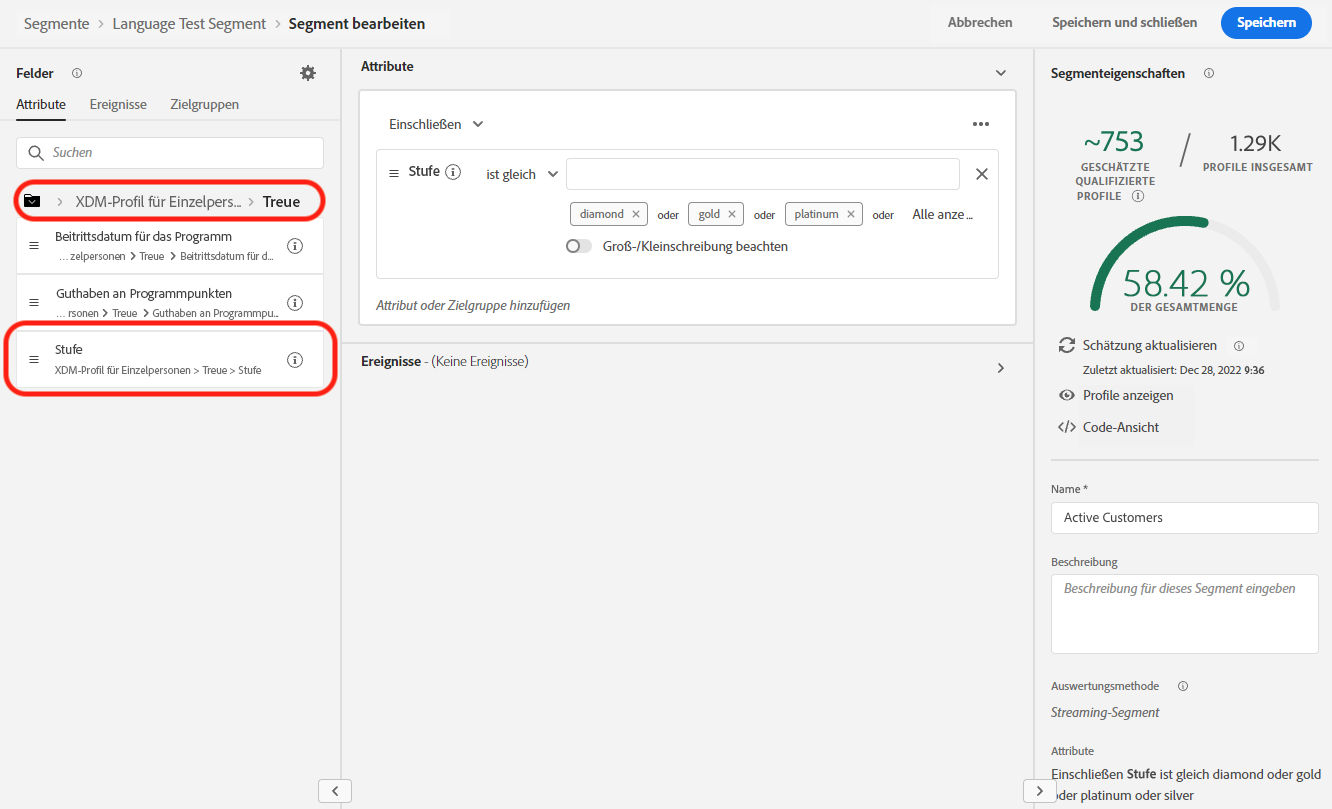 Segmente > Language Test Segment > Segment bearbeiten
Abbrechen
Speichern und schließen
Speichern
Felder
Attribute
Ereignisse
Zielgruppen
Suchen
XDM-Profil für Einzelpers... > Treue
Beitrittsdatum für das Programm
... zelpersonen > Treue > Beitrittsdatum für d...
Guthaben an Programmpunkten
... rsonen > Treue > Guthaben an Programmpu...
Stufe
XDM-Profil für Einzelpersonen > Treue > Stufe
Attribute
Einschließen
Stufe
ist gleich
diamond × oder gold × oder platinum × oder Alle anze ...
Groß-/Kleinschreibung beachten
Attribut oder Zielgruppe hinzufügen
Ereignisse - (Keine Ereignisse)
Segmenteigenschaften
~753
GESCHÄTZTE
QUALIFIZIERTE
PROFILE
/
1.29K
PROFILE INSGESAMT
58.42 %
DER GESAMTMENGE
Schätzung aktualisieren
Zuletzt aktualisiert: Dec 28, 2022 9:36
Profile anzeigen
</> Code-Ansicht
Name *
Active Customers
Beschreibung
Beschreibung für dieses Segment eingeben
Auswertungsmethode
Streaming-Segment
Attribute
Einschließen Stufe ist gleich diamond oder gold
oder platinum oder silver